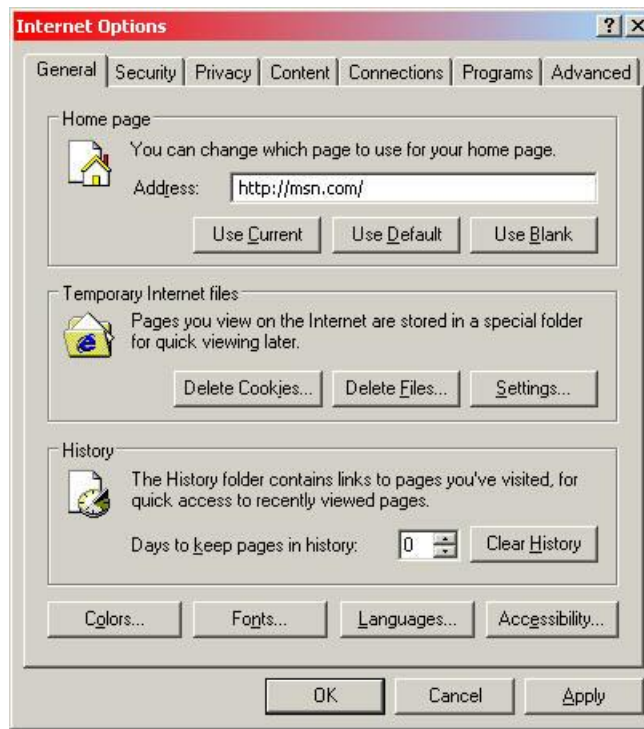 Internet Options
? X
General Security Privacy Content Connections Programs Advanced
Home page
You can change which page to use for your home page.
Address: http://msn.com/
Use Current Use Default Use Blank
Temporary Internet files
Pages you view on the Internet are stored in a special folder
for quick viewing later.
Delete Cookies... Delete Files... Settings...
History
The History folder contains links to pages you've visited, for
quick access to recently viewed pages.
Days to keep pages in history: 0 Clear History
Colors... Fonts... Languages... Accessibility...
OK Cancel Apply